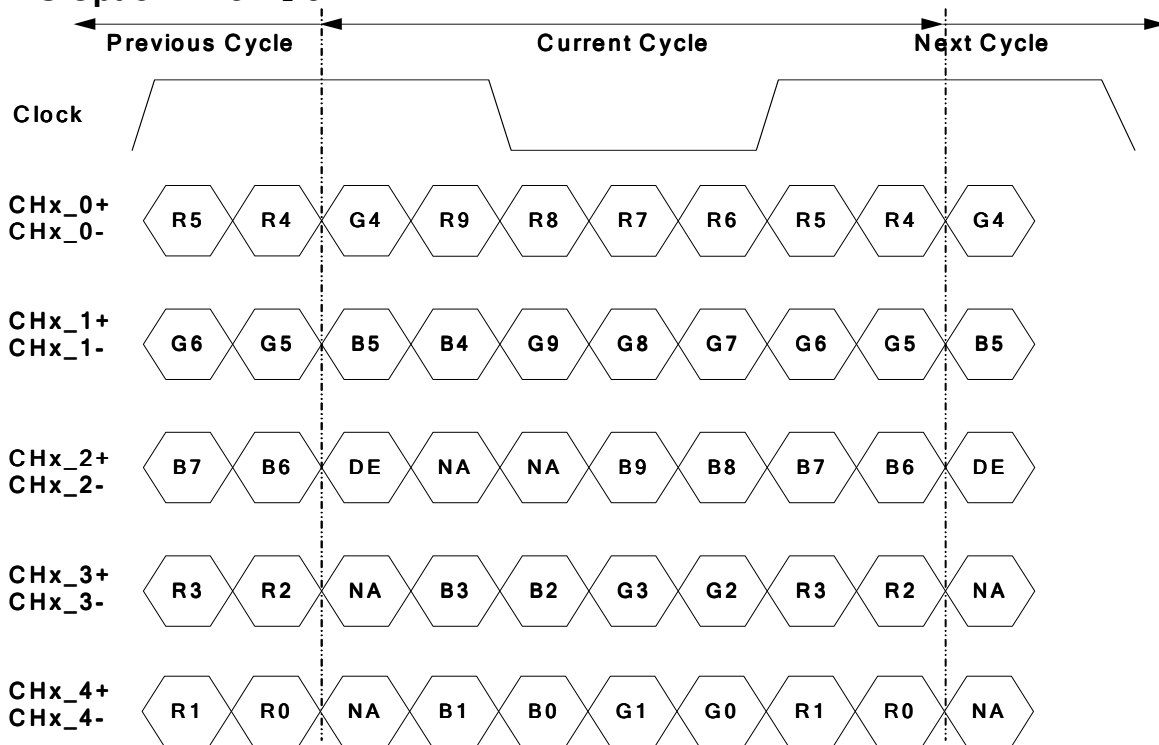 Previous Cycle Current Cycle Next Cycle
Clock
CHx_0+
CHx_0-
R5 R4 G4 R9 R8 R7 R6 R5 R4 G4
CHx_1+
CHx_1-
G6 G5 B5 B4 G9 G8 G7 G6 G5 B5
CHx_2+
CHx_2-
B7 B6 DE NA NA B9 B8 B7 B6 DE
CHx_3+
CHx_3-
R3 R2 NA B3 B2 G3 G2 R3 R2 NA
CHx_4+
CHx_4-
R1 R0 NA B1 B0 G1 G0 R1 R0 NA